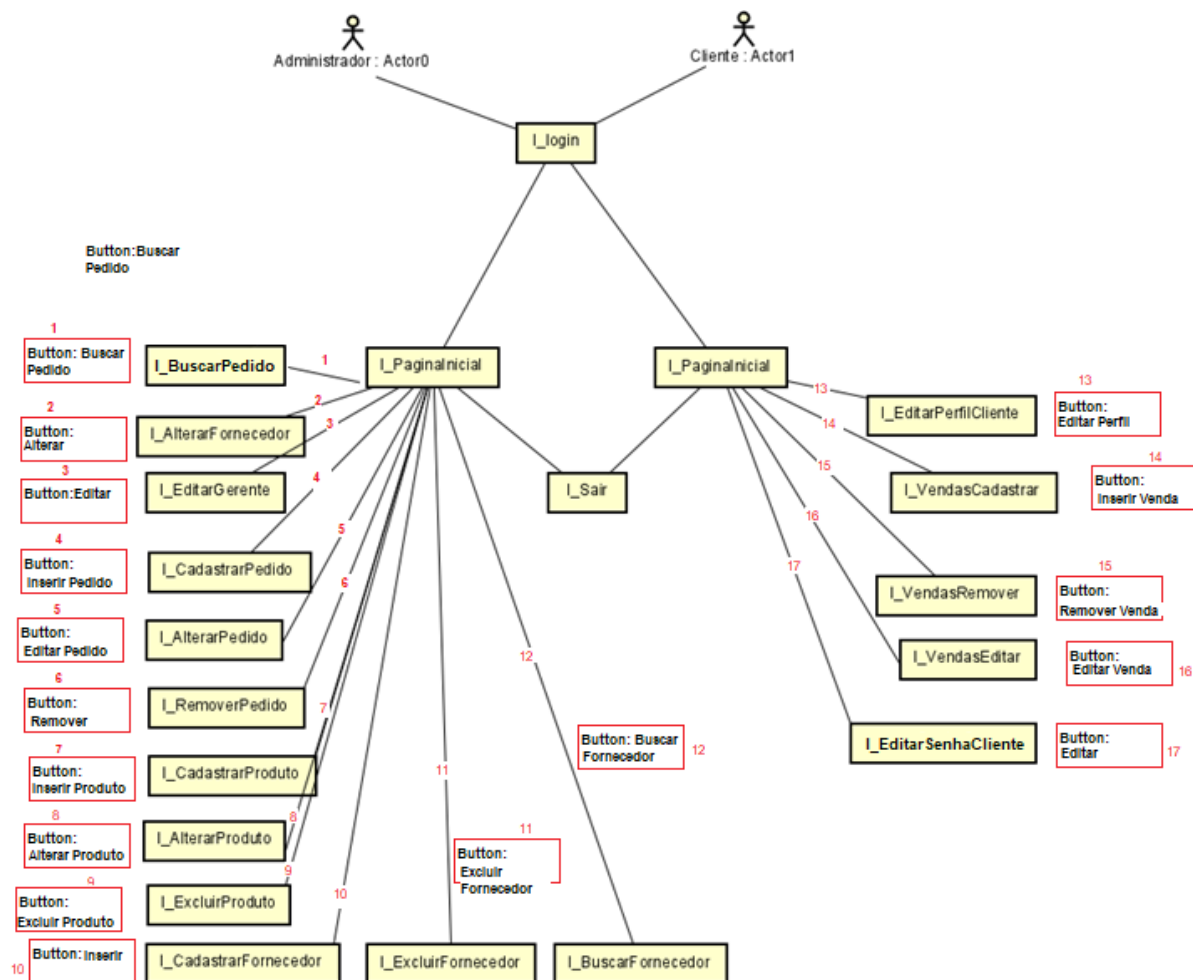 Administrador : Actor0
Cliente : Actor1
I_login
Button:Buscar
Pedido
1
Button: Buscar
Pedido
I_BuscarPedido
1
I_PaginaInicial
I_PaginaInicial
13
I_EditarPerfilCliente
13
Button:
Editar Perfil
2
Button:
Alterar
I_AlterarFornecedor
2
3
Button:Editar
I_EditarGerente
3
I_Sair
14
I_VendasCadastrar
14
Button:
Inserir Venda
4
Button:
Inserir Pedido
I_CadastrarPedido
4
15
I_VendasRemover
15
Button:
Remover Venda
5
Button:
Editar Pedido
I_AlterarPedido
5
16
I_VendasEditar
Button:
Editar Venda
16
6
Button:
Remover
I_RemoverPedido
6
17
I_EditarSenhaCliente
Button:
Editar
17
7
Button:
Inserir Produto
I_CadastrarProduto
7
12
Button: Buscar
Fornecedor
12
8
Button:
Alterar Produto
I_AlterarProduto
8
11
11
Button:
Excluir
Fornecedor
9
Button:
Excluir Produto
I_ExcluirProduto
9
10
10
Button:Inserir
I_CadastrarFornecedor
I_ExcluirFornecedor
I_BuscarFornecedor